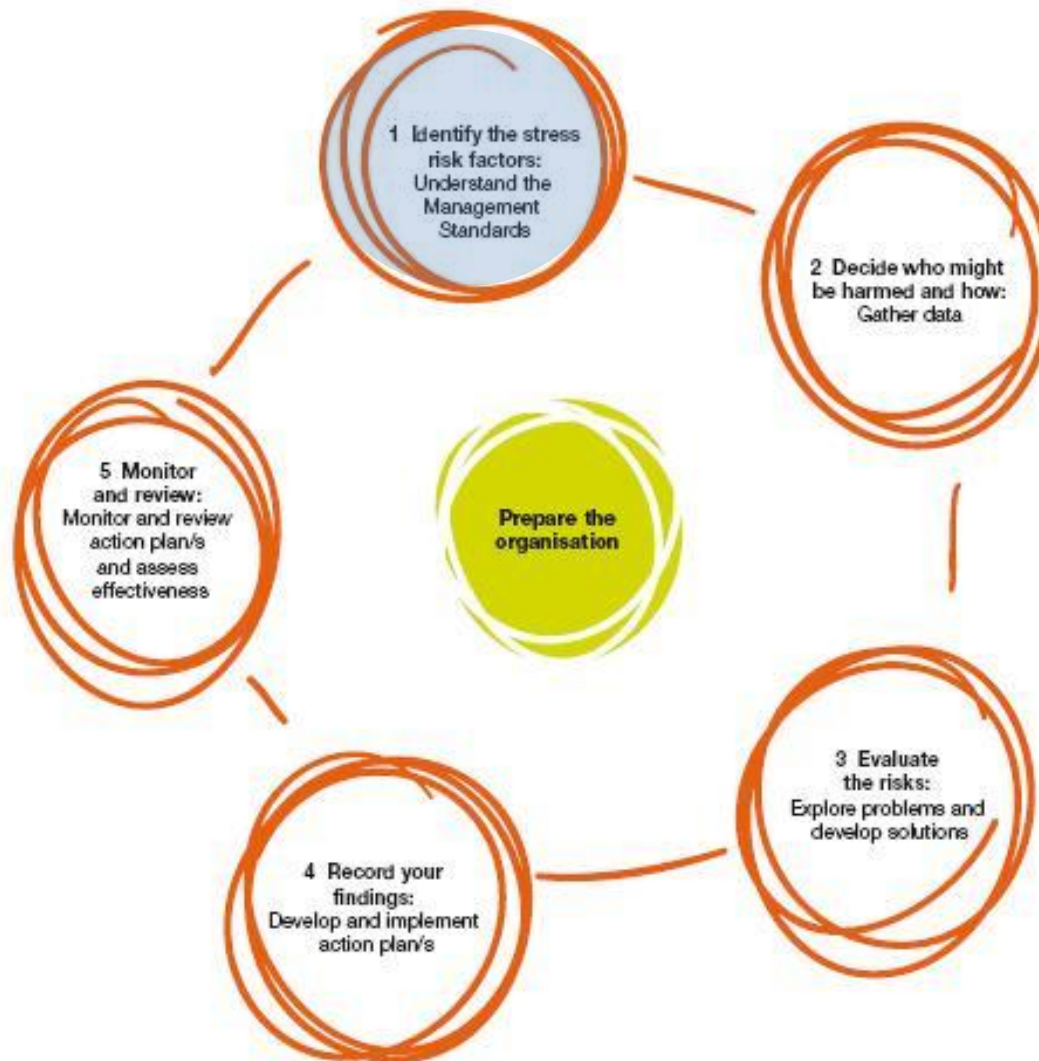 1 Identify the stress
risk factors:
Understand the
Management
Standards
2 Decide who might
be harmed and how:
Gather data
3 Evaluate
the risks:
Explore problems and
develop solutions
4 Record your
findings:
Develop and implement
action plan/s
5 Monitor
and review:
Monitor and review
action plan/s
and assess
effectiveness
Prepare the
organisation